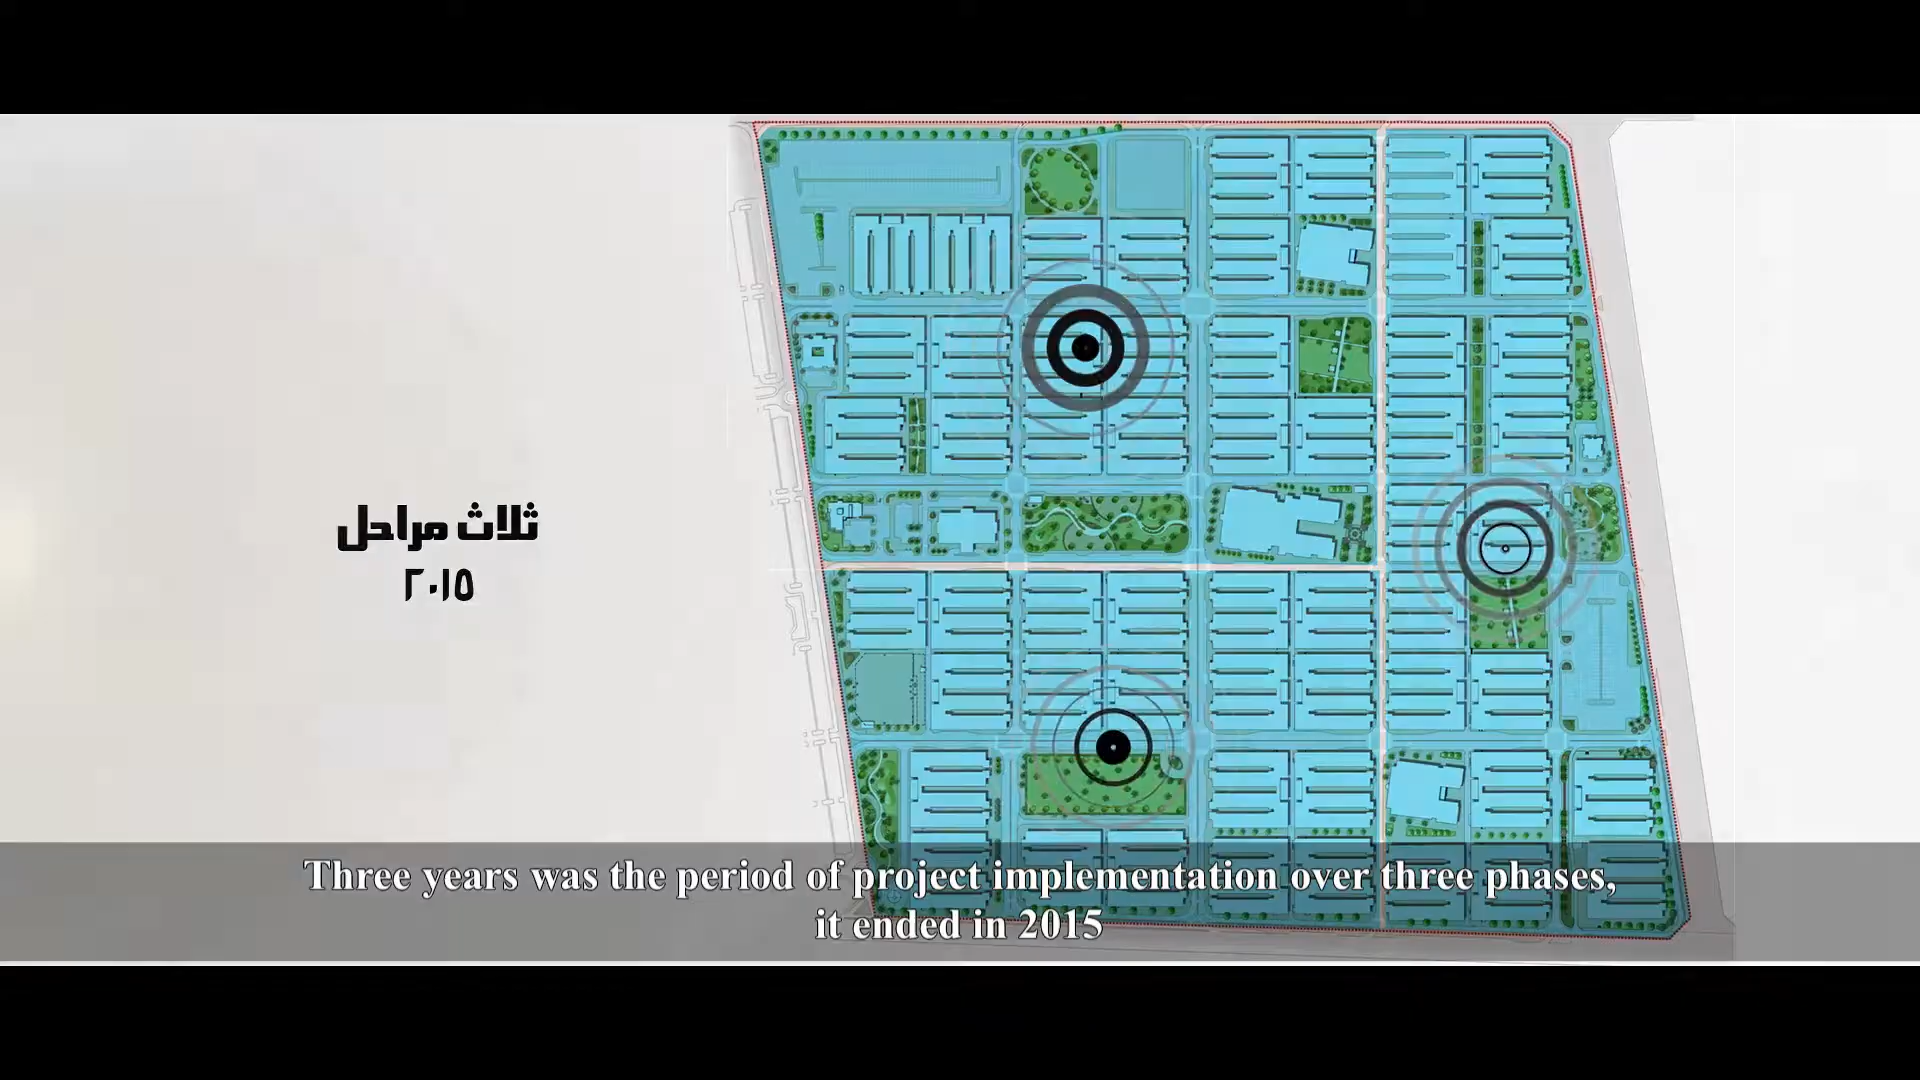 ثلاث مراحل
٢٠١٥
Three years was the period of project implementation over three phases,
it ended in 2015